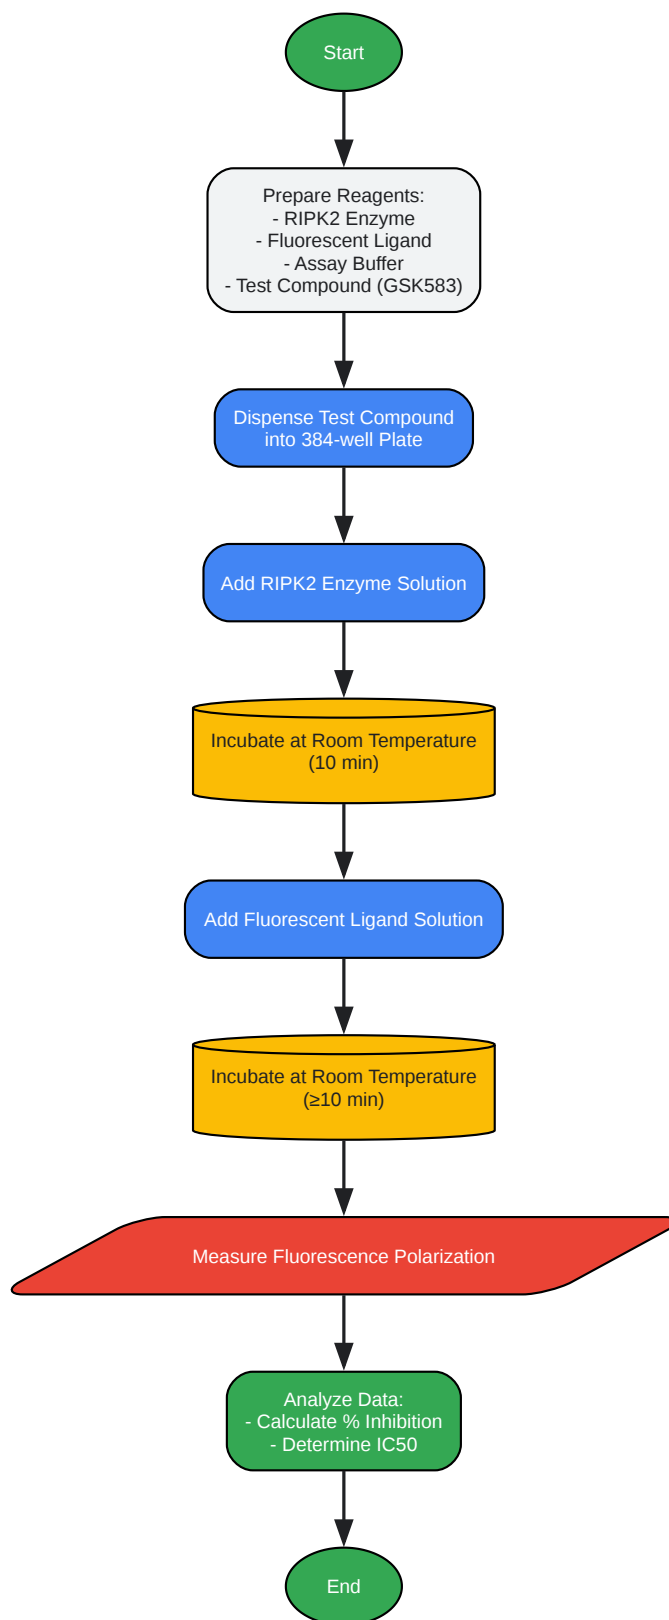 Start
Prepare Reagents:
- RIPK2 Enzyme
- Fluorescent Ligand
- Assay Buffer
- Test Compound (GSK583)
Dispense Test Compound
into 384-well Plate
Add RIPK2 Enzyme Solution
Incubate at Room Temperature
(10 min)
Add Fluorescent Ligand Solution
Incubate at Room Temperature
(≥10 min)
Measure Fluorescence Polarization
Analyze Data:
- Calculate % Inhibition
- Determine IC50
End